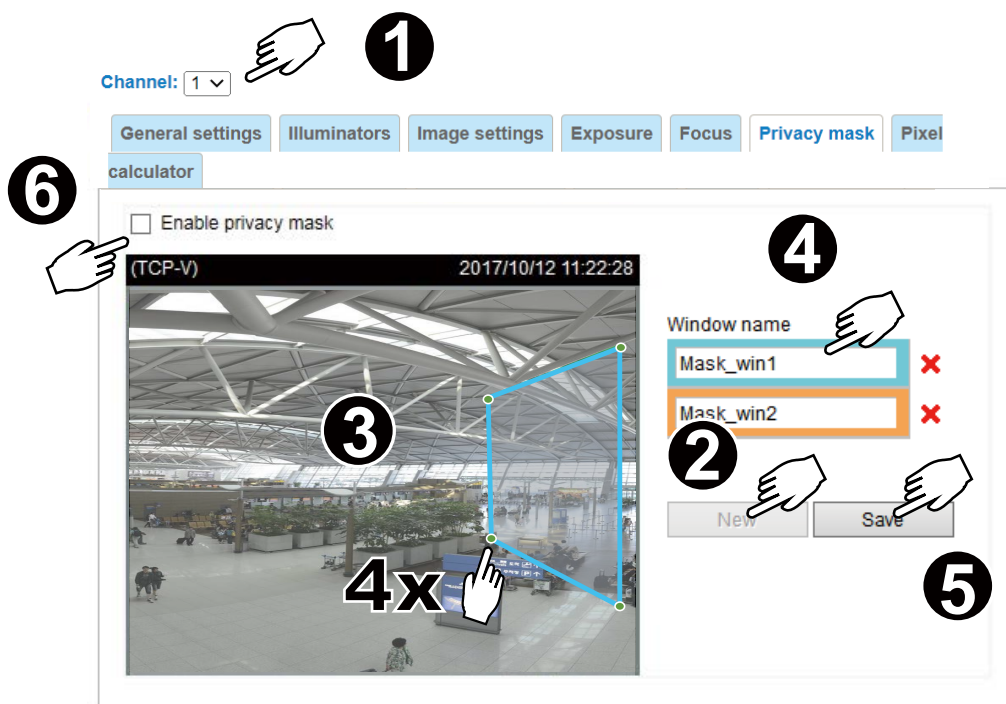 1
Channel: 1
General settings Illuminators Image settings Exposure Focus Privacy mask Pixel
calculator
6
Enable privacy mask
4
(TCP-V) 2017/10/12 11:22:28
Window name
Mask_win1
3
Mask_win2
2
New Save
4x
5